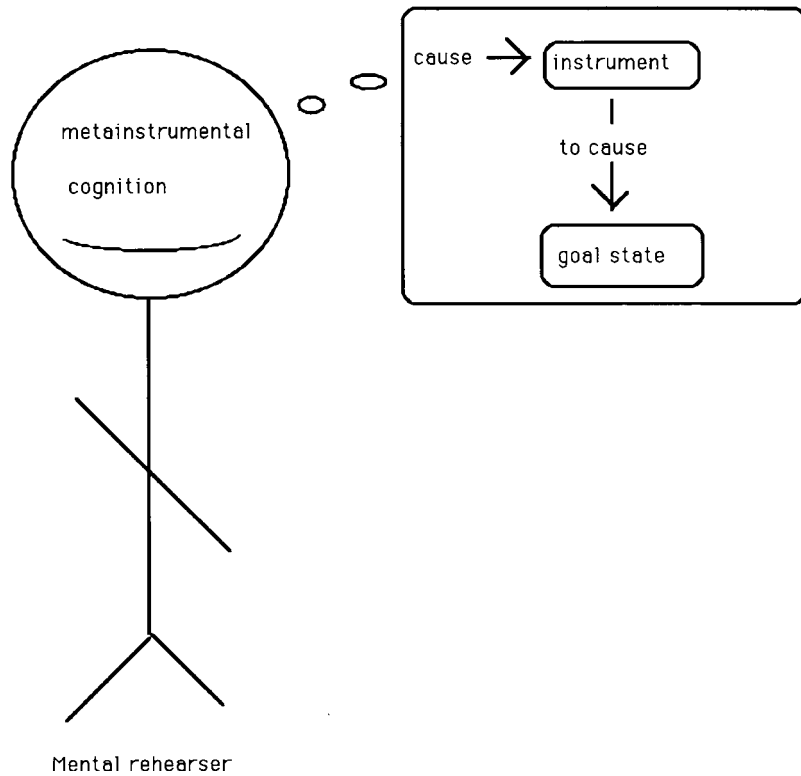 metainstrumental
cognition
cause
instrument
to cause
goal state
Mental rehearser